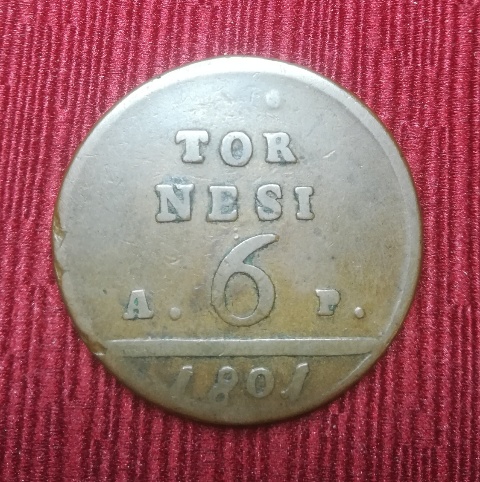 TOR
NESI
6
A . P .
1801